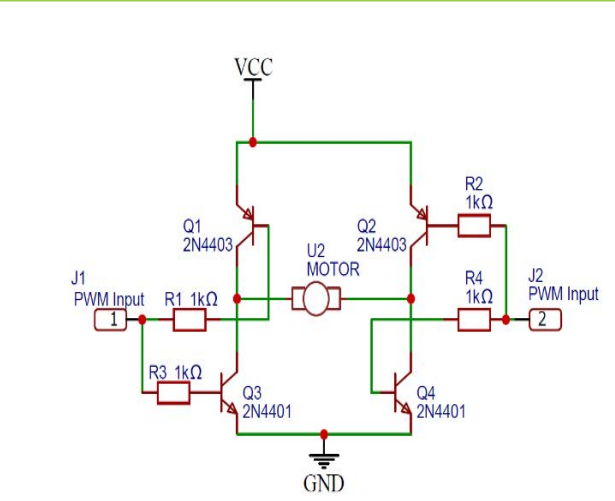 VCC
R2
1kΩ
Q1
2N4403
Q2
2N4403
U2
MOTOR
J1
PWM Input
1
R1 1kΩ
R4
1kΩ
J2
PWM Input
2
R3 1kΩ
Q3
2N4401
Q4
2N4401
GND